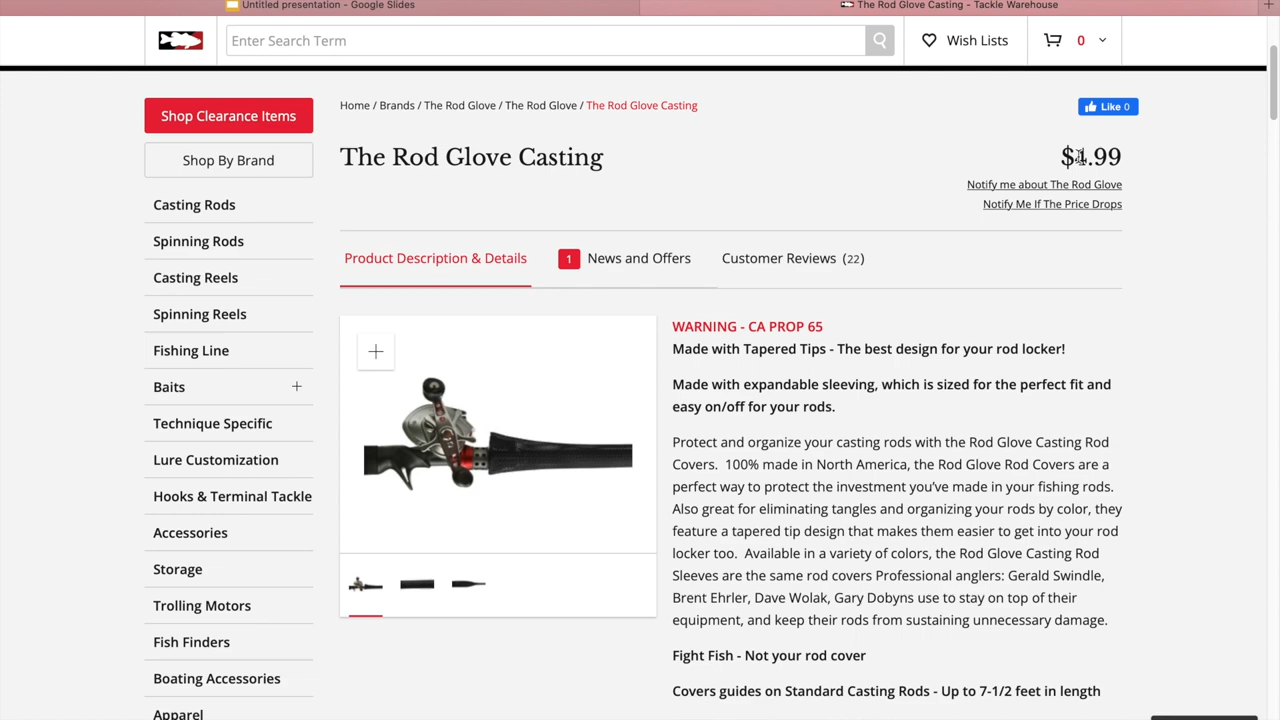 Untitled presentation - Google Slides
The Rod Glove Casting - Tackle Warehouse
Enter Search Term
Wish Lists
0
Shop Clearance Items
Shop By Brand
Casting Rods
Spinning Rods
Casting Reels
Spinning Reels
Fishing Line
Baits
Technique Specific
Lure Customization
Hooks & Terminal Tackle
Accessories
Storage
Trolling Motors
Fish Finders
Boating Accessories
Apparel
Home / Brands / The Rod Glove / The Rod Glove / The Rod Glove Casting
Like 0
The Rod Glove Casting
Notify me about The Rod Glove
Notify Me If The Price Drops
Product Description & Details
1 News and Offers
Customer Reviews (22)
WARNING - CA PROP 65
Made with Tapered Tips - The best design for your rod locker!
Made with expandable sleeving, which is sized for the perfect fit and
easy on/off for your rods.
Protect and organize your casting rods with the Rod Glove Casting Rod
Covers. 100% made in North America, the Rod Glove Rod Covers are a
perfect way to protect the investment you've made in your fishing rods.
Also great for eliminating tangles and organizing your rods by color, they
feature a tapered tip design that makes them easier to get into your rod
locker too. Available in a variety of colors, the Rod Glove Casting Rod
Sleeves are the same rod covers Professional anglers: Gerald Swindle,
Brent Ehrler, Dave Wolak, Gary Dobyns use to stay on top of their
equipment, and keep their rods from sustaining unnecessary damage.
Fight Fish - Not your rod cover
Covers guides on Standard Casting Rods - Up to 7-1/2 feet in length